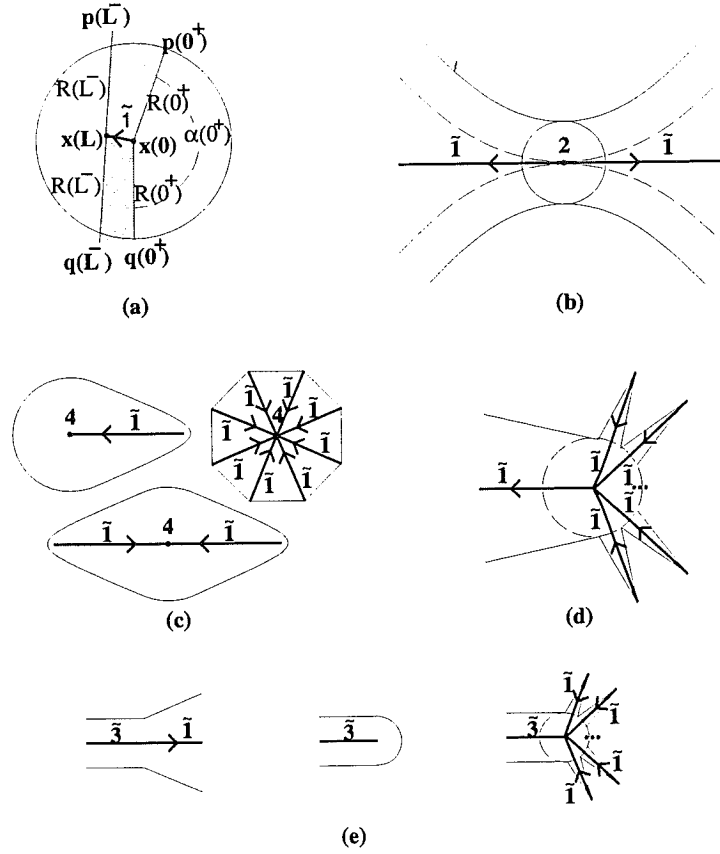 p(L⁻)
p(0⁺)
R(L⁻)
1̃
R(0⁺)
α(0⁺)
x(L)
x(0)
R(L⁻)
R(0⁺)
q(L⁻)
q(0⁺)
(a)
2
1̃
1̃
(b)
4
1̃
1̃ 1̃
1̃ 4 1̃
1̃ 1̃
1̃ 1̃
1̃ 4 1̃
(c)
1̃ 1̃ 1̃ ...
1̃ 1̃
(d)
3̃ 1̃
3̃
1̃
3̃ 1̃
...
1̃
1̃
(e)